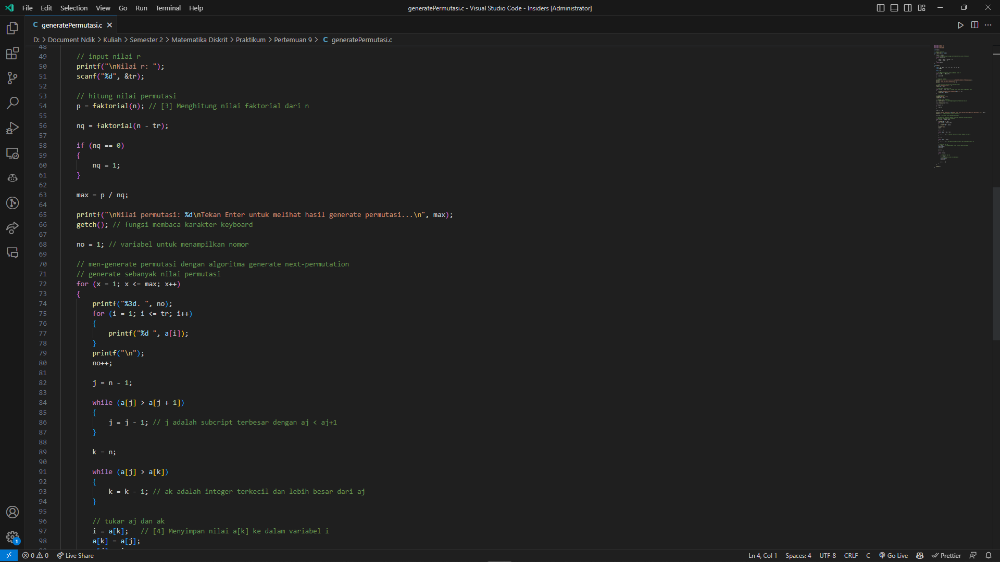 File Edit Selection View Go Run Terminal Help
generatePermutasi.c - Visual Studio Code - Insiders [Administrator]
C generatePermutasi.c
D: > Document Ndik > Kuliah > Semester 2 > Matematika Diskrit > Praktikum > Pertemuan 9 > C generatePermutasi.c
48
49 // input nilai r
50 printf("\nNilai r: ");
51 scanf("%d", &tr);
52
53 // hitung nilai permutasi
54 p = faktorial(n); // [3] Menghitung nilai faktorial dari n
55
56 nq = faktorial(n - tr);
57
58 if (nq == 0)
59 {
60 nq = 1;
61 }
62
63 max = p / nq;
64
65 printf("\nNilai permutasi: %d\nTekan Enter untuk melihat hasil generate permutasi...\n", max);
66 getch(); // fungsi membaca karakter keyboard
67
68 no = 1; // variabel untuk menampilkan nomor
69
70 // men-generate permutasi dengan algoritma generate next-permutation
71 // generate sebanyak nilai permutasi
72 for (x = 1; x <= max; x++)
73 {
74 printf("%3d. ", no);
75 for (i = 1; i <= tr; i++)
76 {
77 printf("%d ", a[i]);
78 }
79 printf("\n");
80 no++;
81
82 j = n - 1;
83
84 while (a[j] > a[j + 1])
85 {
86 j = j - 1; // j adalah subcript terbesar dengan aj < aj+1
87 }
88
89 k = n;
90
91 while (a[j] > a[k])
92 {
93 k = k - 1; // ak adalah integer terkecil dan lebih besar dari aj
94 }
95
96 // tukar aj dan ak
97 i = a[k]; // [4] Menyimpan nilai a[k] ke dalam variabel i
98 a[k] = a[j];
1
0 0 Live Share Ln 4, Col 1 Spaces: 4 UTF-8 CRLF C Go Live Prettier